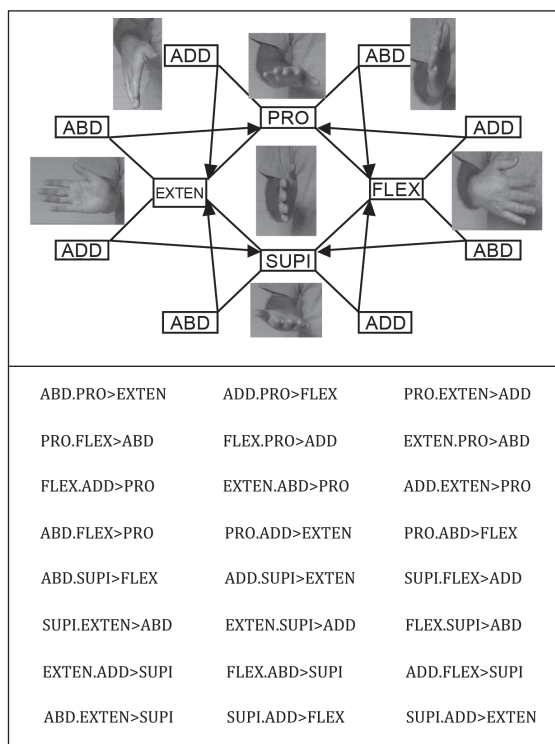 ADD ABD
PRO
ABD ADD
EXTEN FLEX
ADD ABD
SUPI
ABD ADD
ABD.PRO>EXTEN ADD.PRO>FLEX PRO.EXTEN>ADD
PRO.FLEX>ABD FLEX.PRO>ADD EXTEN.PRO>ABD
FLEX.ADD>PRO EXTEN.ABD>PRO ADD.EXTEN>PRO
ABD.FLEX>PRO PRO.ADD>EXTEN PRO.ABD>FLEX
ABD.SUPI>FLEX ADD.SUPI>EXTEN SUPI.FLEX>ADD
SUPI.EXTEN>ABD EXTEN.SUPI>ADD FLEX.SUPI>ABD
EXTEN.ADD>SUPI FLEX.ABD>SUPI ADD.FLEX>SUPI
ABD.EXTEN>SUPI SUPI.ADD>FLEX SUPI.ADD>EXTEN